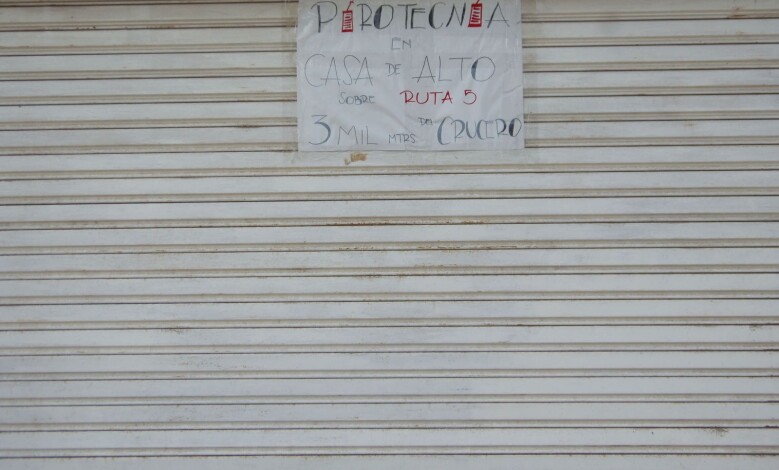 PIROTECNIA
EN
CASA DE ALTO
SOBRE RUTA 5
3 MIL MTRS DEL CRUCERO